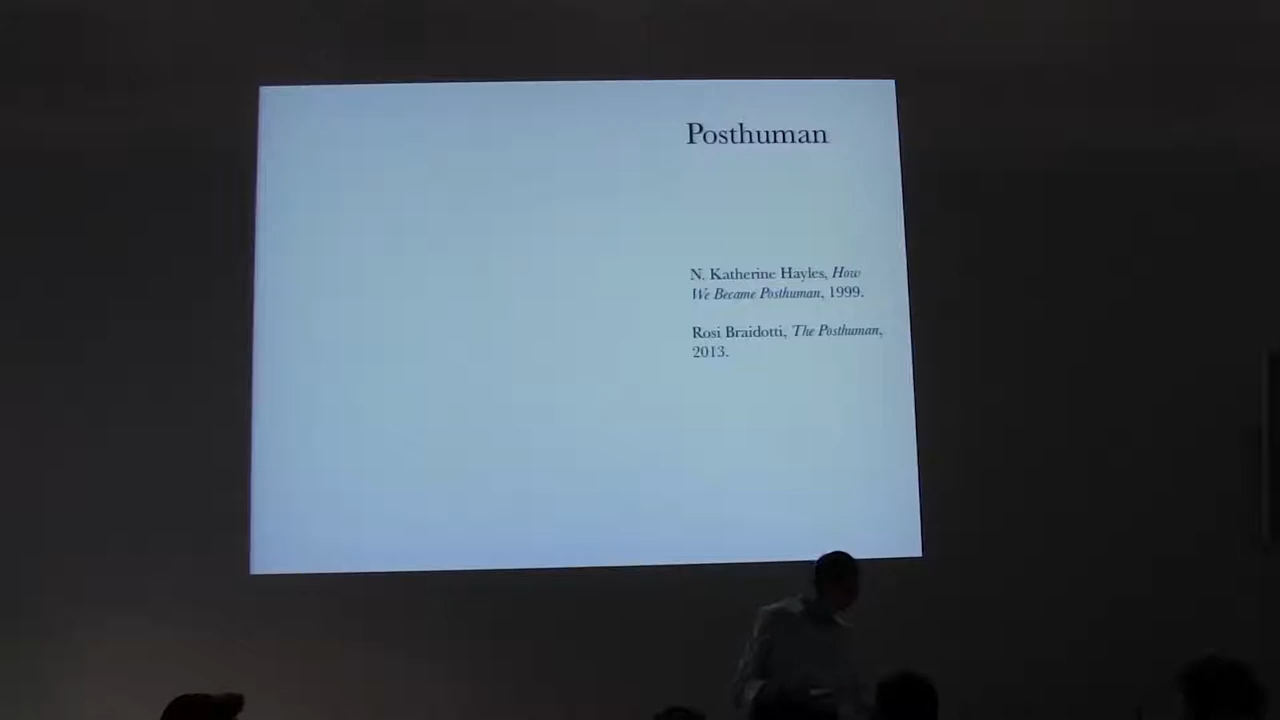 Posthuman
N. Katherine Hayles, How
We Became Posthuman, 1999.
Rosi Braidotti, The Posthuman,
2013.